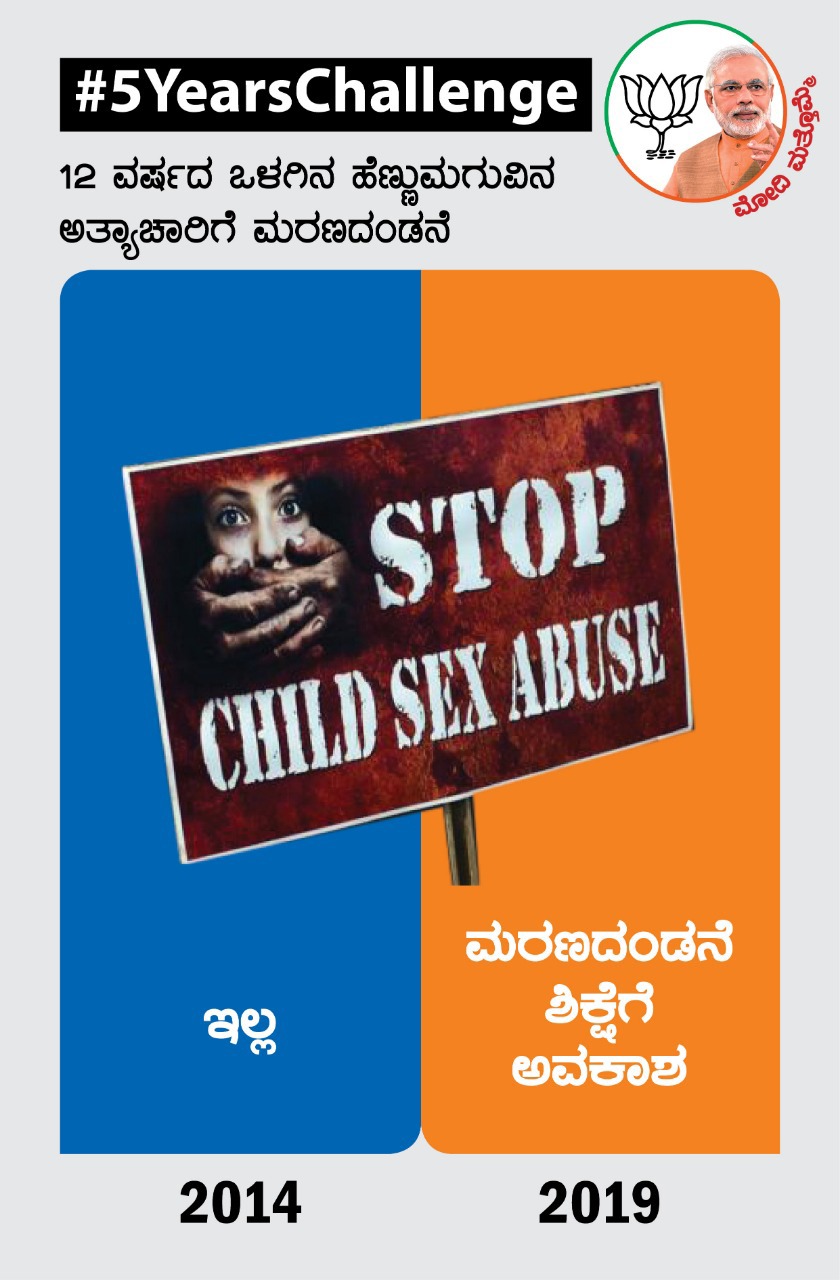 #5YearsChallenge
ಮೋದಿ ಮತ್ತೊಮ್ಮೆ
12 ವರ್ಷದ ಒಳಗಿನ ಹೆಣ್ಣುಮಗುವಿನ
ಅತ್ಯಾಚಾರಿಗೆ ಮರಣದಂಡನೆ
STOP
CHILD SEX ABUSE
ಇಲ್ಲ
ಮರಣದಂಡನೆ
ಶಿಕ್ಷೆಗೆ
ಅವಕಾಶ
2014
2019